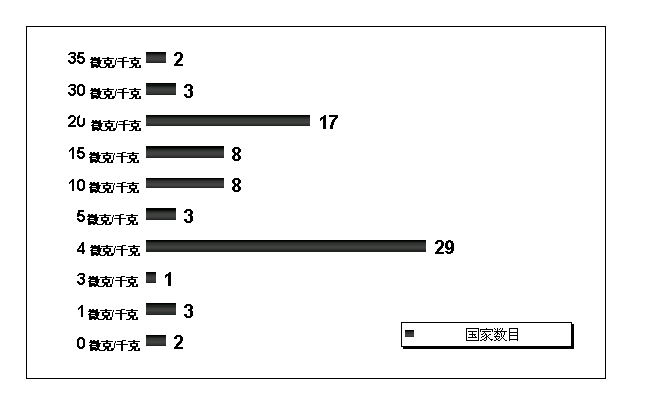 35 微克/千克 2
30 微克/千克 3
20 微克/千克 17
15 微克/千克 8
10 微克/千克 8
5 微克/千克 3
4 微克/千克 29
3 微克/千克 1
1 微克/千克 3
0 微克/千克 2
国家数目